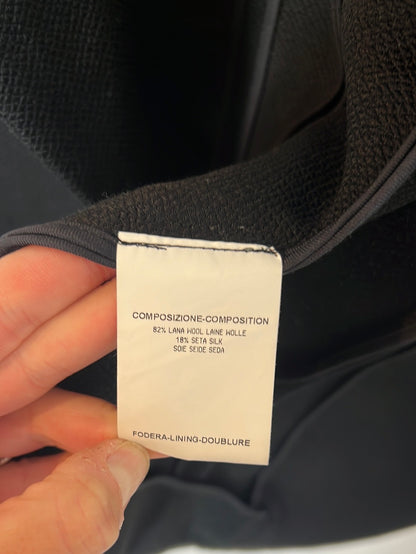 COMPOSIZIONE-COMPOSITION
82% LANA WOOL LAINE WOLLE
18% SETA SILK
SOIE SEIDE SEDA
FODERA-LINING-DOUBLURE